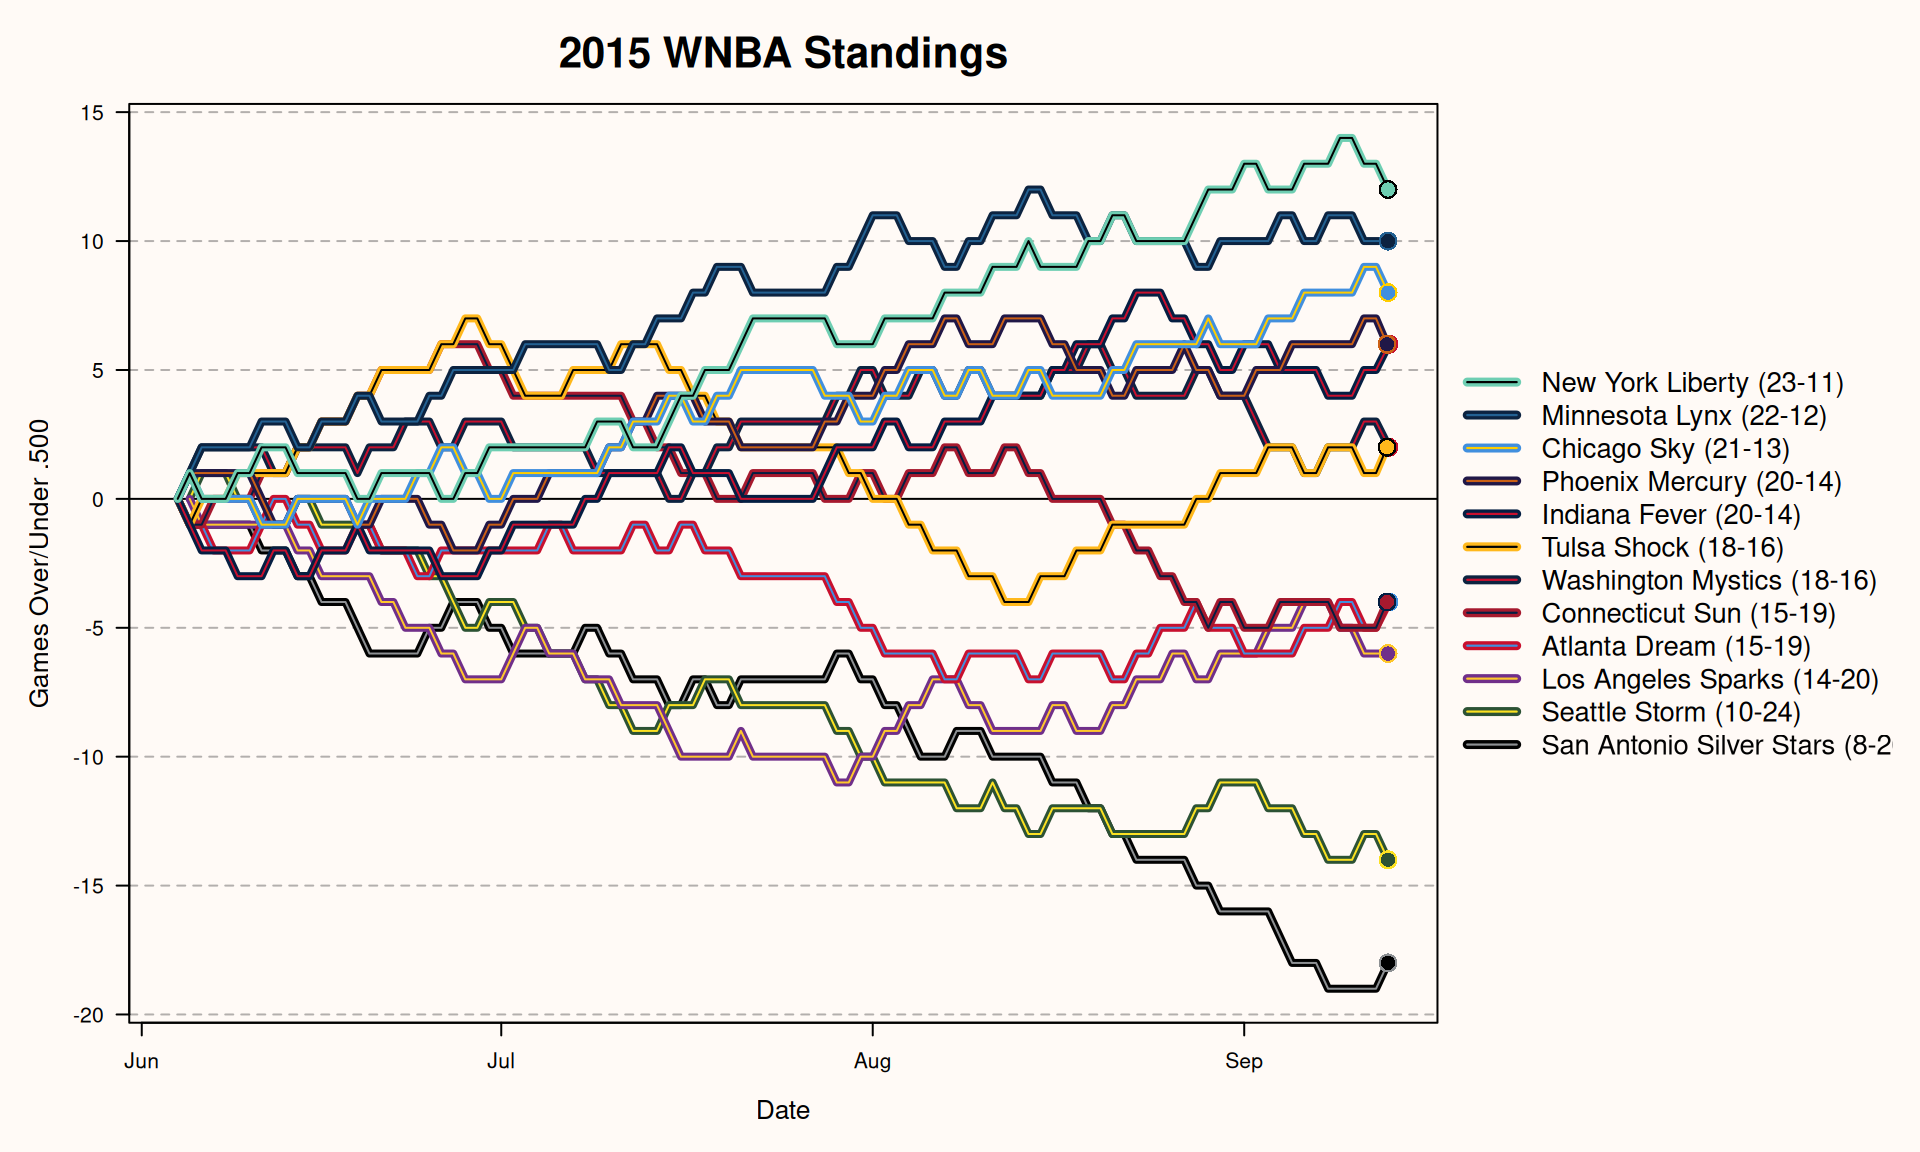 2015 WNBA Standings
Games Over/Under .500
15
10
5
0
-5
-10
-15
-20
Jun
Jul
Aug
Sep
Date
New York Liberty (23-11)
Minnesota Lynx (22-12)
Chicago Sky (21-13)
Phoenix Mercury (20-14)
Indiana Fever (20-14)
Tulsa Shock (18-16)
Washington Mystics (18-16)
Connecticut Sun (15-19)
Atlanta Dream (15-19)
Los Angeles Sparks (14-20)
Seattle Storm (10-24)
San Antonio Silver Stars (8-2